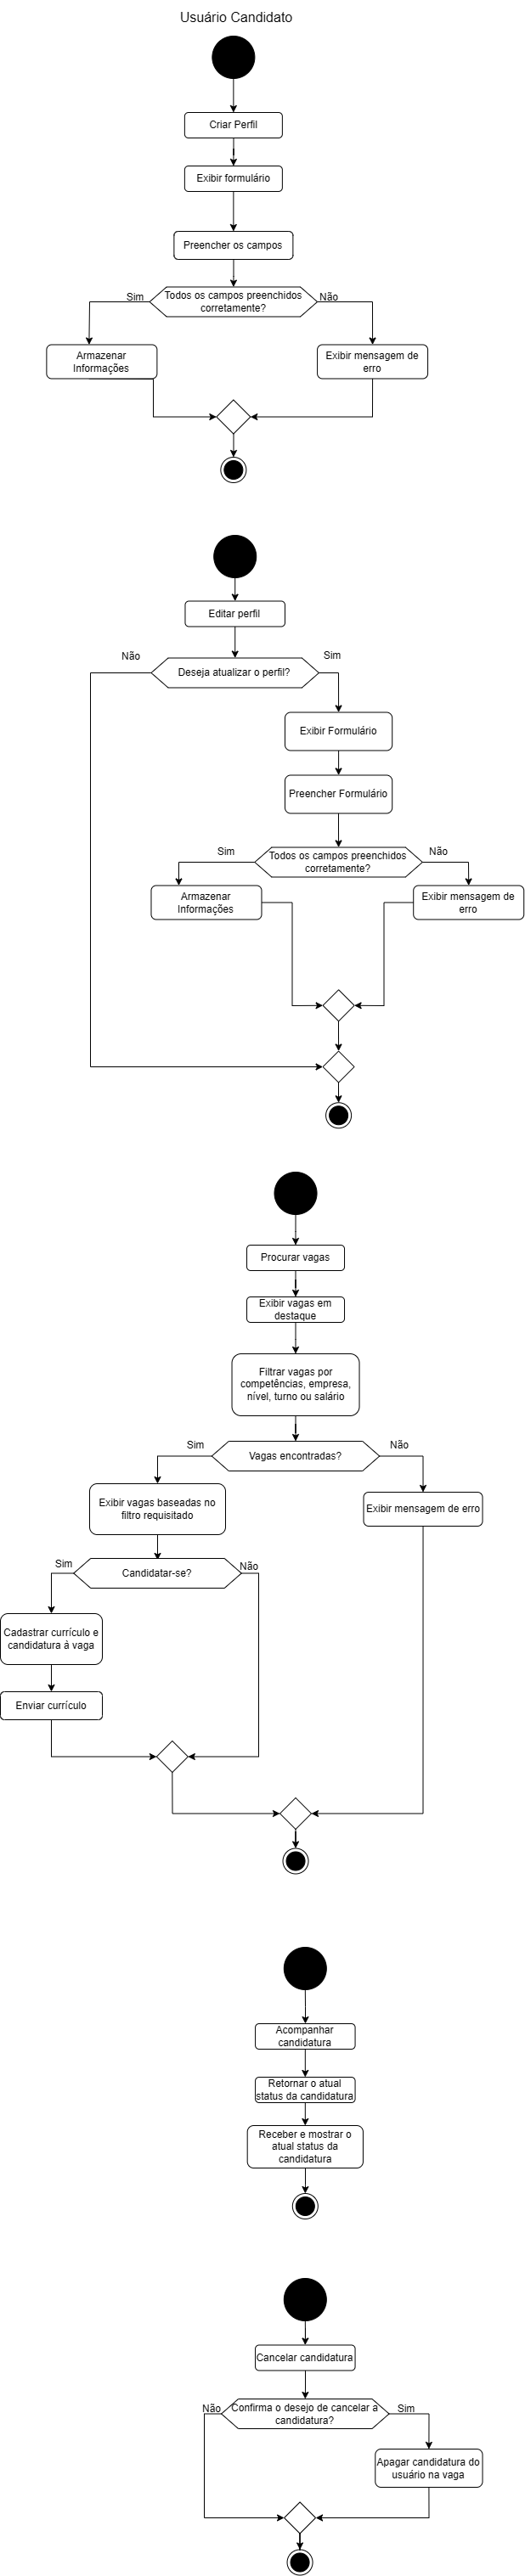 Usuário Candidato
Criar Perfil
Exibir formulário
Preencher os campos
Sim
Todos os campos preenchidos
corretamente?
Não
Armazenar
Informações
Exibir mensagem de
erro
Editar perfil
Não
Deseja atualizar o perfil?
Sim
Exibir Formulário
Preencher Formulário
Sim
Todos os campos preenchidos
corretamente?
Não
Armazenar
Informações
Exibir mensagem de
erro
Procurar vagas
Exibir vagas em
destaque
Filtrar vagas por
competências, empresa,
nível, turno ou salário
Sim
Vagas encontradas?
Não
Exibir vagas baseadas no
filtro requisitado
Exibir mensagem de erro
Sim
Candidatar-se?
Não
Cadastrar currículo e
candidatura à vaga
Enviar currículo
Acompanhar
candidatura
Retornar o atual
status da candidatura
Receber e mostrar o
atual status da
candidatura
Cancelar candidatura
Não
Confirma o desejo de cancelar a
candidatura?
Sim
Apagar candidatura do
usuário na vaga